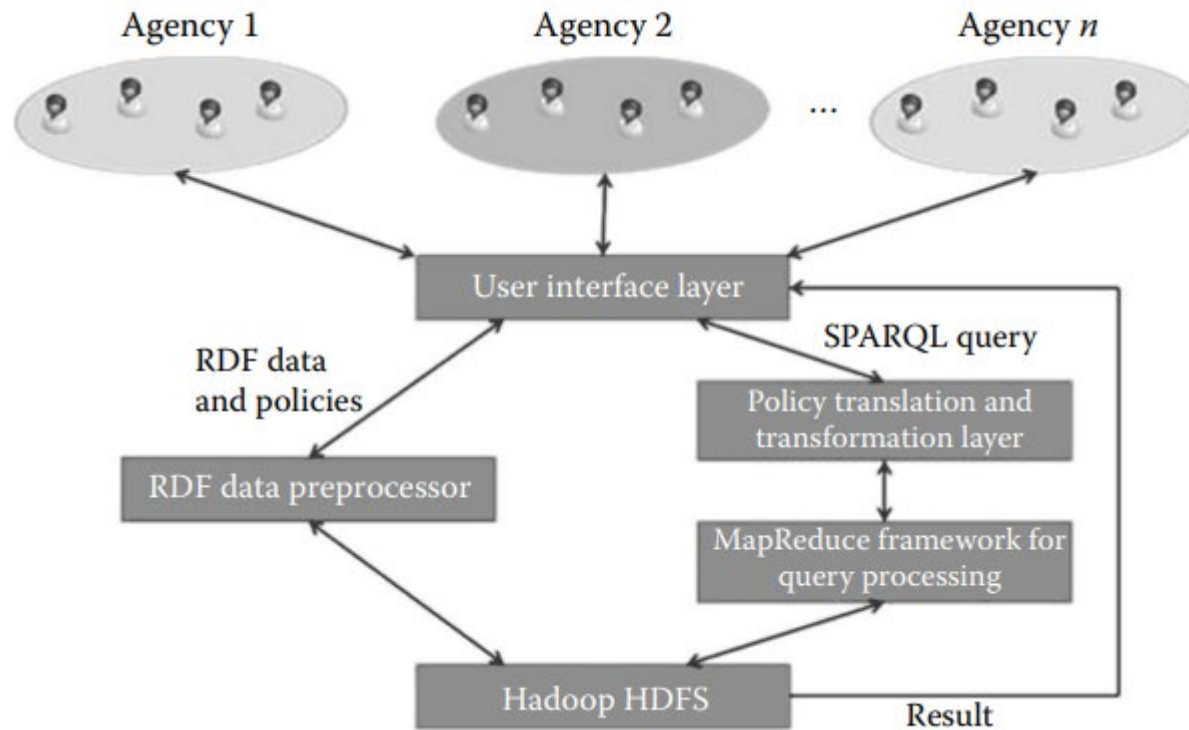 Agency 1
Agency 2
Agency n
...
User interface layer
SPARQL query
RDF data
and policies
Policy translation and
transformation layer
RDF data preprocessor
MapReduce framework for
query processing
Hadoop HDFS
Result